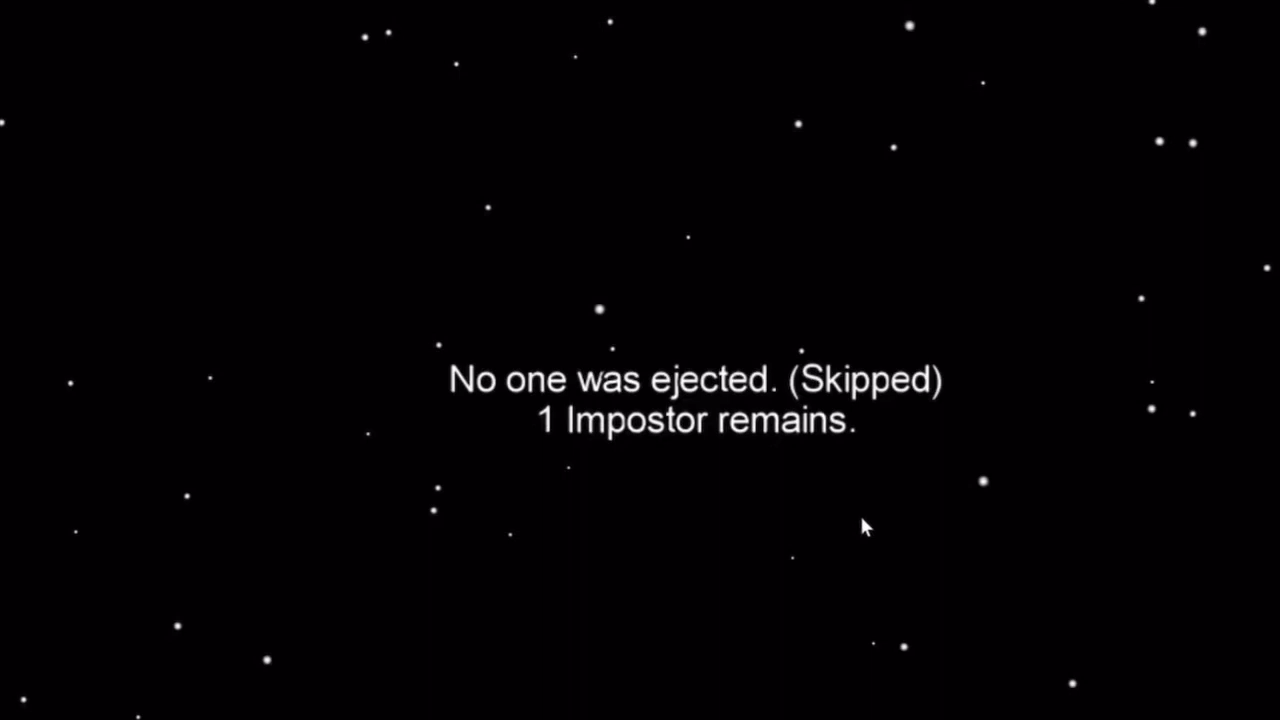 No one was ejected. (Skipped)
1 Impostor remains.